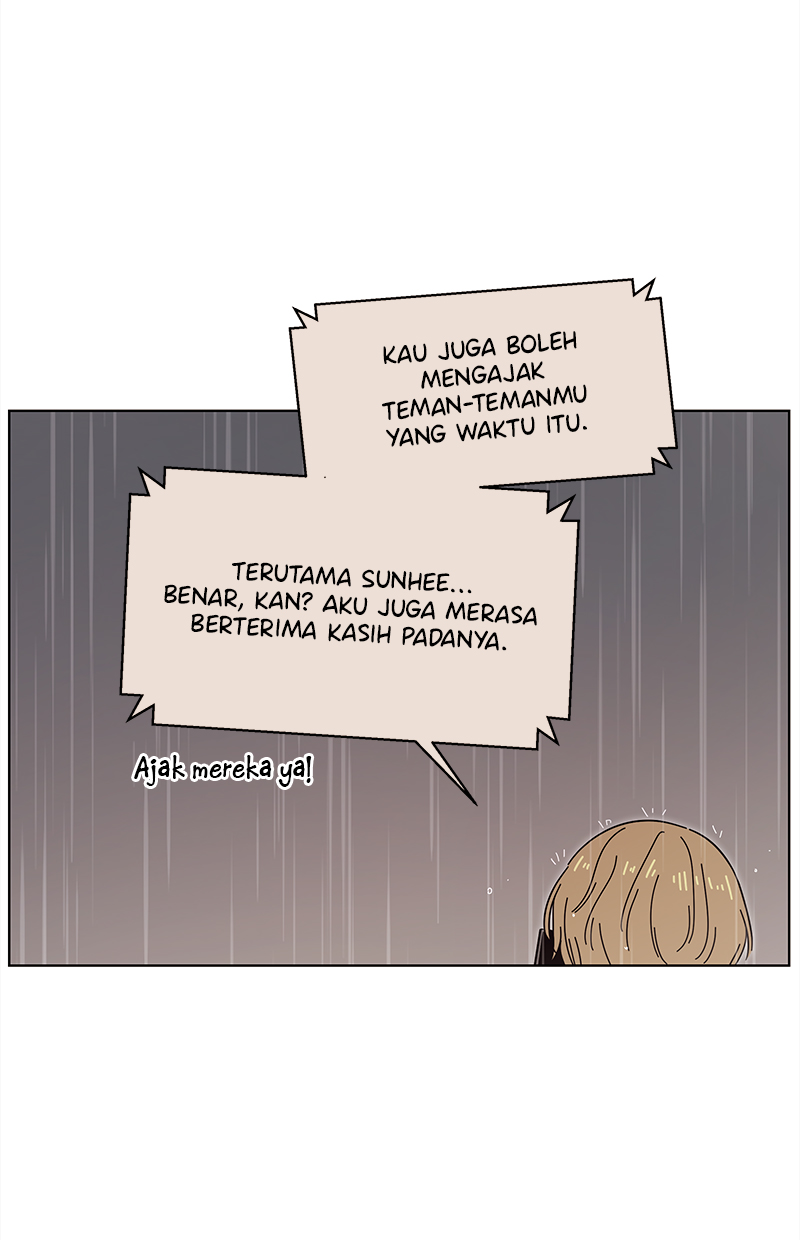 KAU JUGA BOLEH
MENGAJAK
TEMAN-TEMANMU
YANG WAKTU ITU.
TERUTAMA SUNHEE...
BENAR, KAN? AKU JUGA MERASA
BERTERIMA KASIH PADANYA.
Ajak mereka ya!